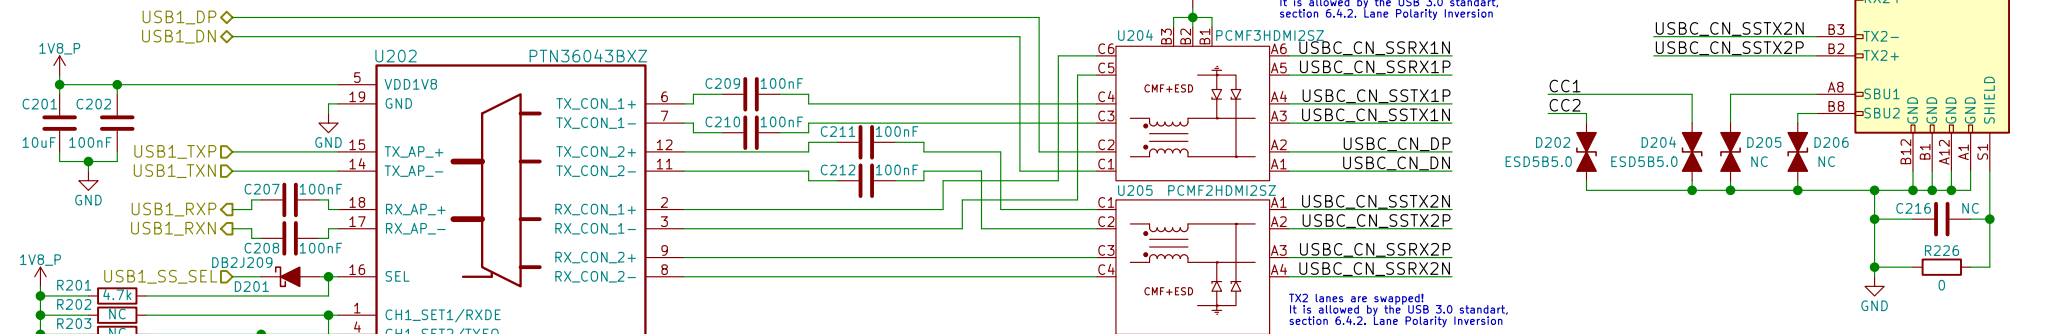 It is allowed by the USB 3.0 standart,
section 6.4.2. Lane Polarity Inversion
USB1_DP
USB1_DN
1V8_P
C201
10uF
C202
100nF
GND
USB1_TXP
USB1_TXN
USB1_RXP
USB1_RXN
C207
100nF
C208
100nF
DB2J209
USB1_SS_SEL
D201
1V8_P
R201
4.7k
R202
NC
R203
NC
GND
U202
PTN36043BXZ
5
VDD1V8
19
GND
15
TX_AP_+
14
TX_AP_-
18
RX_AP_+
17
RX_AP_-
16
SEL
1
CH1_SET1/RXDE
4
TX_CON_1+
6
TX_CON_1-
7
TX_CON_2+
12
TX_CON_2-
11
RX_CON_1+
2
RX_CON_1-
3
RX_CON_2+
9
RX_CON_2-
8
C209
100nF
C210
100nF
C211
100nF
C212
100nF
U204
PCMF3HDMI2SZ
B3
B2
B1
C6
C5
C4
C3
C2
C1
CMF+ESD
A6
USBC_CN_SSRX1N
A5
USBC_CN_SSRX1P
A4
USBC_CN_SSTX1P
A3
USBC_CN_SSTX1N
A2
USBC_CN_DP
A1
USBC_CN_DN
U205
PCMF2HDMI2SZ
C1
C2
C3
C4
CMF+ESD
A1
USBC_CN_SSTX2N
A2
USBC_CN_SSTX2P
A3
USBC_CN_SSRX2P
A4
USBC_CN_SSRX2N
TX2 lanes are swapped!
It is allowed by the USB 3.0 standart,
section 6.4.2. Lane Polarity Inversion
USBC_CN_SSTX2N
B3
TX2-
USBC_CN_SSTX2P
B2
TX2+
CC1
CC2
A8
SBU1
B8
SBU2
D202
ESD5B5.0
D204
ESD5B5.0
D205
NC
D206
NC
GND
GND
GND
GND
SHIELD
B12
B1
A12
A1
S1
C216
NC
R226
0
GND